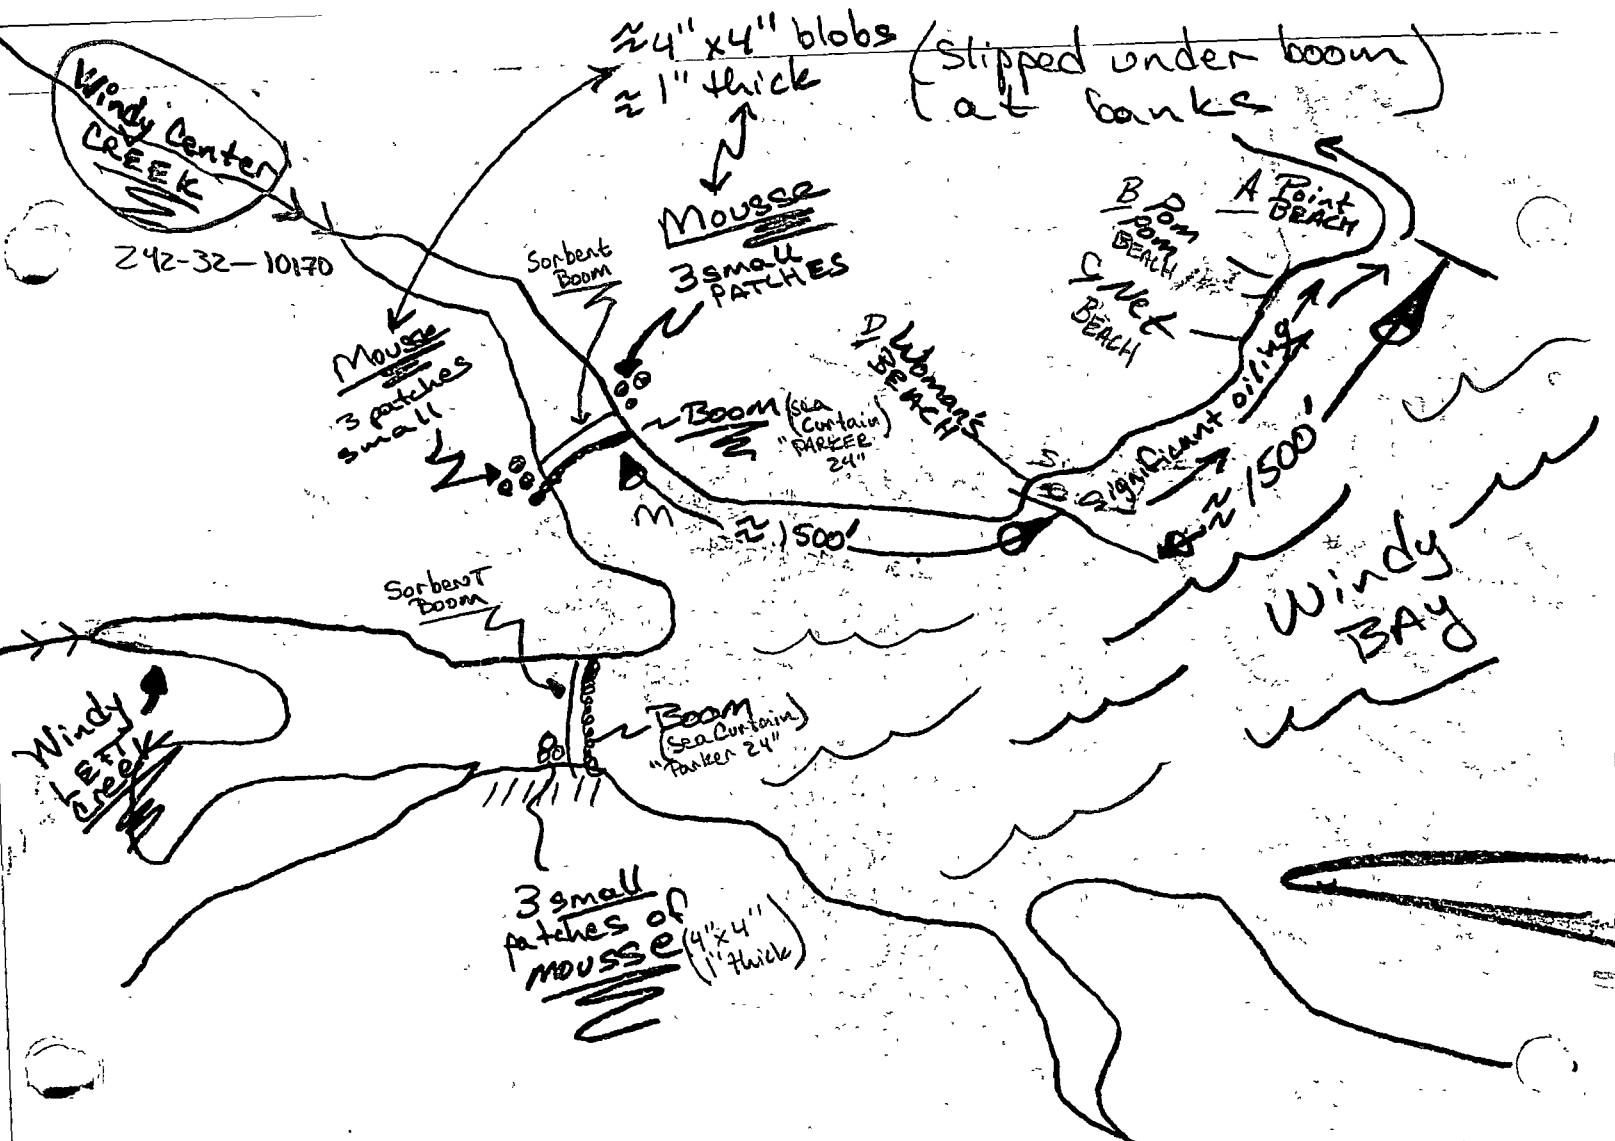 ≈4"x4" blobs
≈ 1" thick
(Slipped under boom
at banks)
Windy Center
CREEK
242-32-10170
Sorbent
Boom
Mousse
3 small
PATCHES
Mousse
3 patches
small
Boom (sea
Curtain)
"PARKER
24"
A Point
BEACH
B Pom
Pom
BEACH
C Net
BEACH
D Woman's
BEACH
Significant oiling
≈ 1500'
M
≈ 1500'
Windy
BAY
Sorbent
Boom
Windy
LEFT
Creek
Boom
(sea Curtain)
"Parker 24"
3 small
patches of
mousse (4"x4"
1" thick)